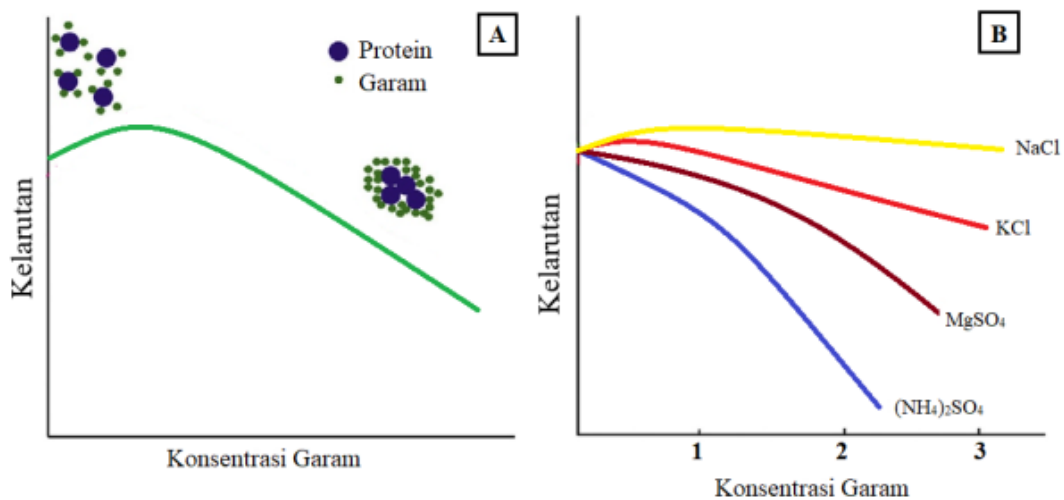 A
Protein
Garam
Kelarutan
Konsentrasi Garam
B
NaCl
KCl
MgSO₄
(NH₄)₂SO₄
Kelarutan
1 2 3
Konsentrasi Garam